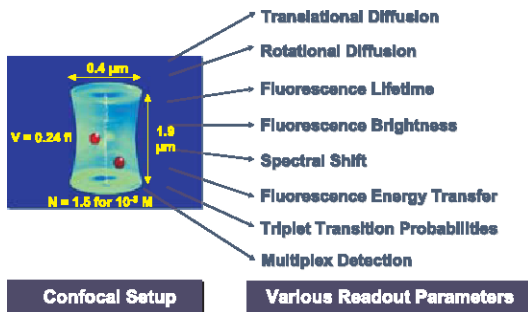 Translational Diffusion
Rotational Diffusion
Fluorescence Lifetime
Fluorescence Brightness
Spectral Shift
Fluorescence Energy Transfer
Triplet Transition Probabilities
Multiplex Detection
0.4 µm
V = 0.24 fl
1.9
µm
N = 1.5 for 10⁻⁹ M
Confocal Setup
Various Readout Parameters